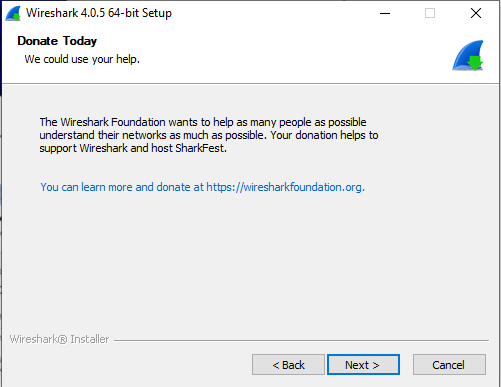 Wireshark 4.0.5 64-bit Setup
Donate Today
We could use your help.
The Wireshark Foundation wants to help as many people as possible
understand their networks as much as possible. Your donation helps to
support Wireshark and host SharkFest.
You can learn more and donate at https://wiresharkfoundation.org.
Wireshark® Installer
< Back
Next >
Cancel